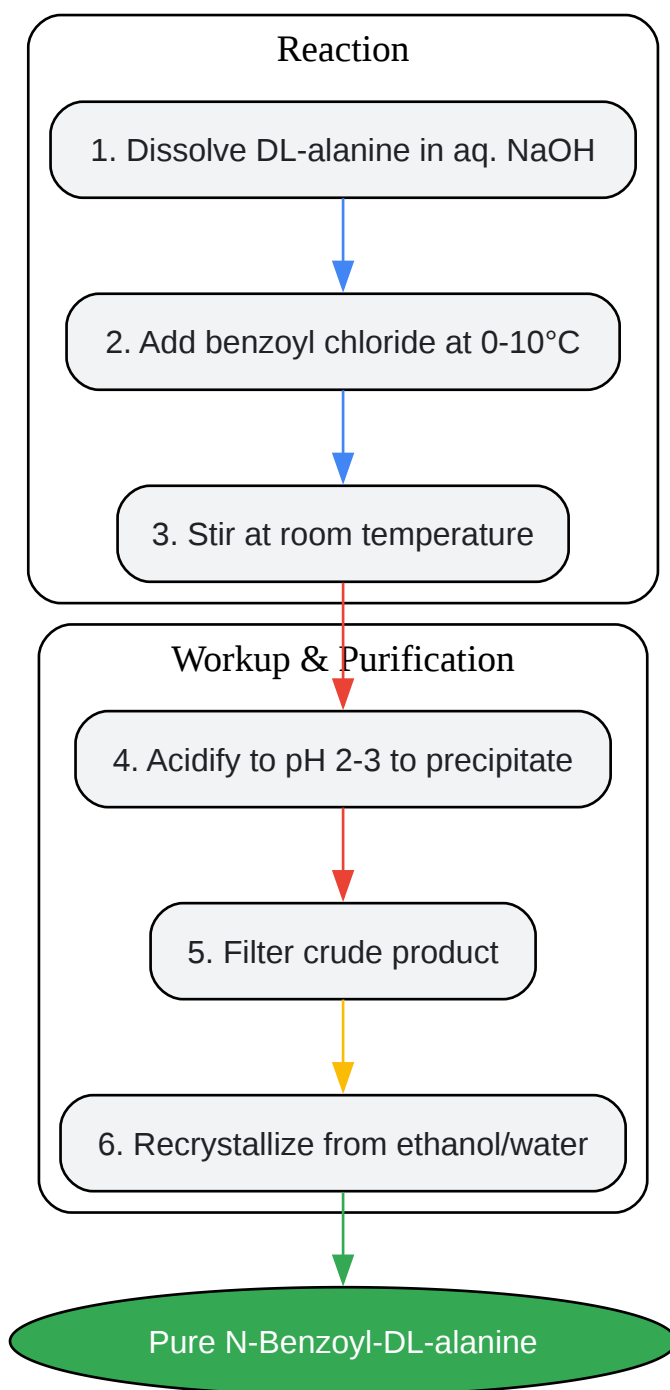 Reaction
1. Dissolve DL-alanine in aq. NaOH
2. Add benzoyl chloride at 0-10°C
3. Stir at room temperature
Workup & Purification
4. Acidify to pH 2-3 to precipitate
5. Filter crude product
6. Recrystallize from ethanol/water
Pure N-Benzoyl-DL-alanine